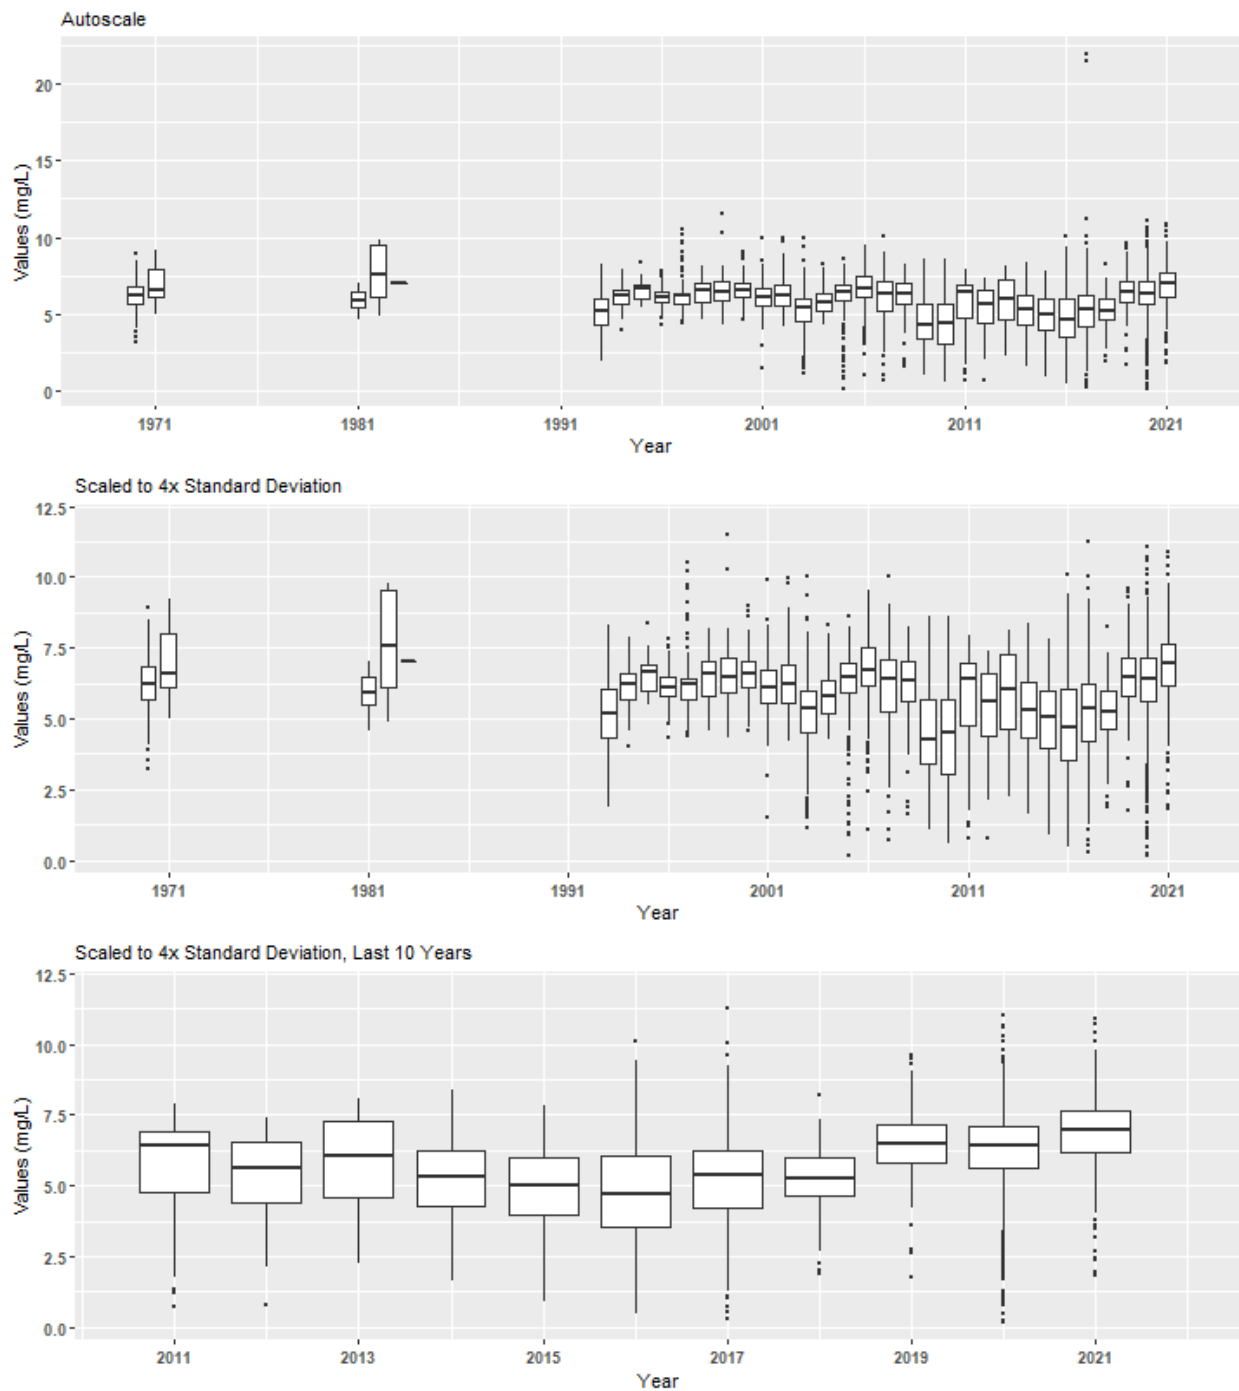 Autoscale
20
15
10
5
0
Values (mg/L)
1971 1981 1991 2001 2011 2021
Year
Scaled to 4x Standard Deviation
12.5
10.0
7.5
5.0
2.5
0.0
Values (mg/L)
1971 1981 1991 2001 2011 2021
Year
Scaled to 4x Standard Deviation, Last 10 Years
12.5
10.0
7.5
5.0
2.5
0.0
Values (mg/L)
2011 2013 2015 2017 2019 2021
Year